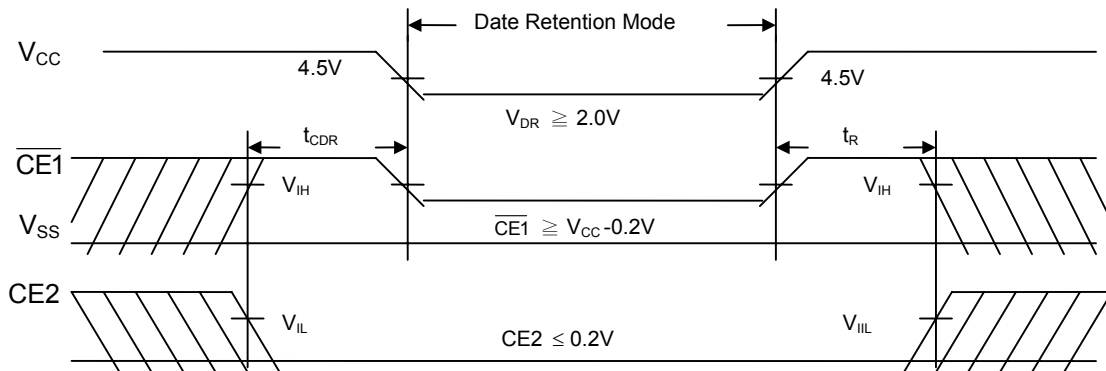 Date Retention Mode
VCC
4.5V
4.5V
VDR ≧ 2.0V
tCDR
tR
CE1
VIH
VIH
VSS
CE1 ≧ VCC-0.2V
CE2
VIL
VIIL
CE2 ≤ 0.2V